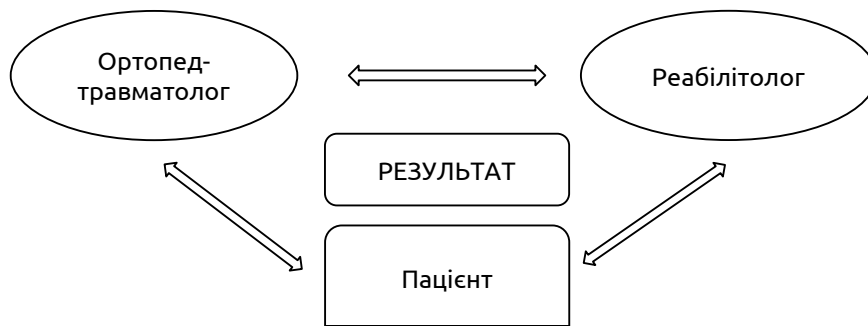 Ортопед-
травматолог
Реабілітолог
РЕЗУЛЬТАТ
Пацієнт